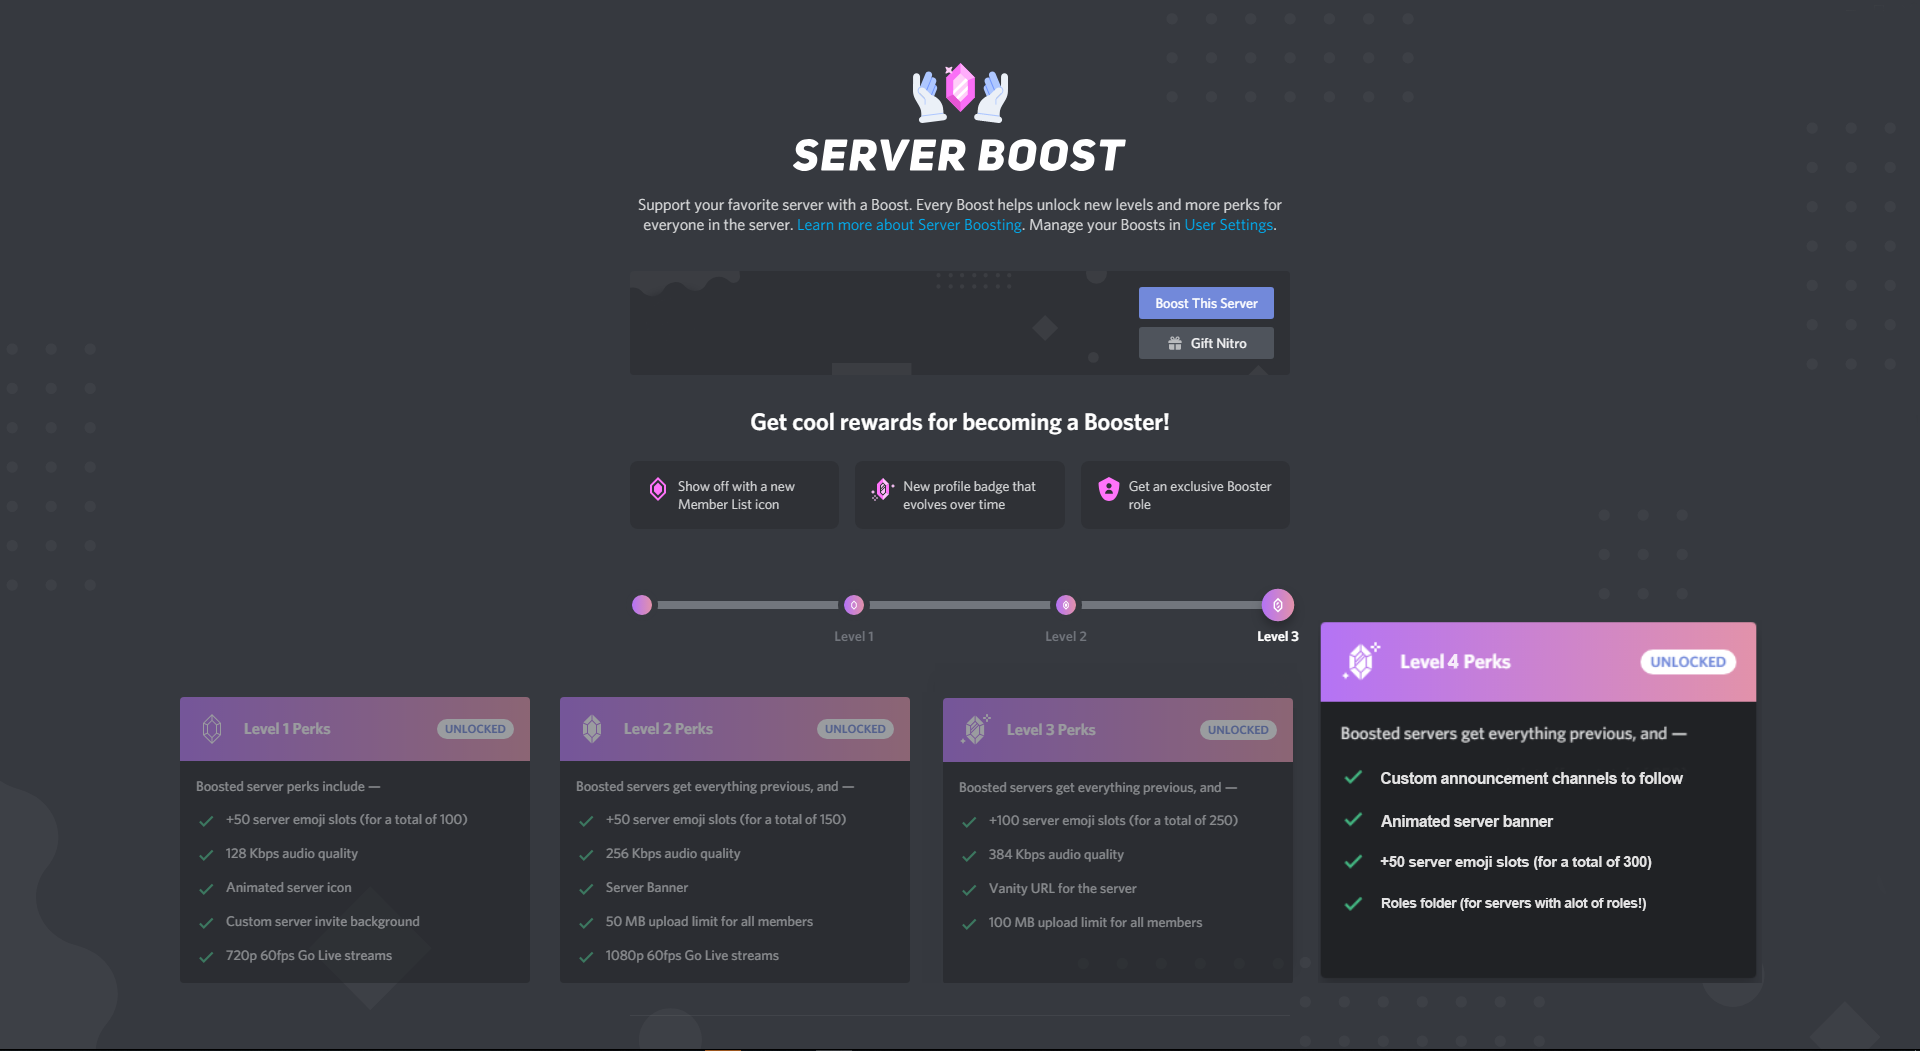 SERVER BOOST
Support your favorite server with a Boost. Every Boost helps unlock new levels and more perks for
everyone in the server. Learn more about Server Boosting. Manage your Boosts in User Settings.
Boost This Server
Gift Nitro
Get cool rewards for becoming a Booster!
Show off with a new
Member List icon
New profile badge that
evolves over time
Get an exclusive Booster
role
Level 1
Level 2
Level 3
Level 1 Perks
UNLOCKED
Boosted server perks include —
+50 server emoji slots (for a total of 100)
128 Kbps audio quality
Animated server icon
Custom server invite background
720p 60fps Go Live streams
Level 2 Perks
UNLOCKED
Boosted servers get everything previous, and —
+50 server emoji slots (for a total of 150)
256 Kbps audio quality
Server Banner
50 MB upload limit for all members
1080p 60fps Go Live streams
Level 3 Perks
UNLOCKED
Boosted servers get everything previous, and —
+100 server emoji slots (for a total of 250)
384 Kbps audio quality
Vanity URL for the server
100 MB upload limit for all members
Level 4 Perks
UNLOCKED
Boosted servers get everything previous, and —
Custom announcement channels to follow
Animated server banner
+50 server emoji slots (for a total of 300)
Roles folder (for servers with alot of roles!)